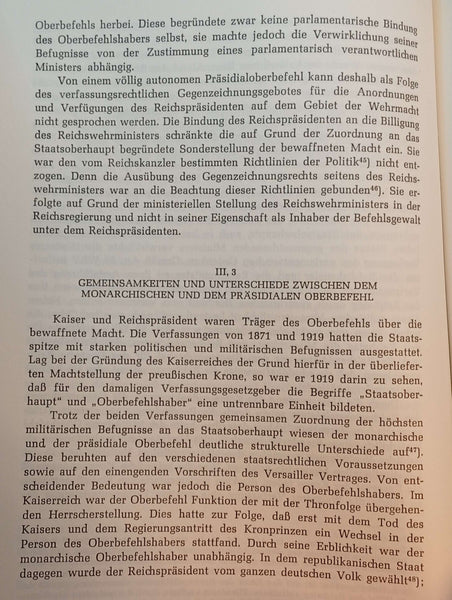 Oberbefehls herbei. Diese begründete zwar keine parlamentarische Bindung
des Oberbefehlshabers selbst, sie machte jedoch die Verwirklichung seiner
Befugnisse von der Zustimmung eines parlamentarisch verantwortlichen
Ministers abhängig.
Von einem völlig autonomen Präsidialoberbefehl kann deshalb als Folge
des verfassungsrechtlichen Gegenzeichnungsgebotes für die Anordnungen
und Verfügungen des Reichspräsidenten auf dem Gebiet der Wehrmacht
nicht gesprochen werden. Die Bindung des Reichspräsidenten an die Billigung
des Reichswehrministers schränkte die auf Grund der Zuordnung an das
Staatsoberhaupt begründete Sonderstellung der bewaffneten Macht ein. Sie
war den vom Reichskanzler bestimmten Richtlinien der Politik⁴⁵) nicht ent-
zogen. Denn die Ausübung des Gegenzeichnungsrechts seitens des Reichs-
wehrministers war an die Beachtung dieser Richtlinien gebunden⁴⁶). Sie er-
folgte auf Grund der ministeriellen Stellung des Reichswehrministers in der
Reichsregierung und nicht in seiner Eigenschaft als Inhaber der Befehlsgewalt
unter dem Reichspräsidenten.
III, 3
GEMEINSAMKEITEN UND UNTERSCHIEDE ZWISCHEN DEM
MONARCHISCHEN UND DEM PRÄSIDIALEN OBERBEFEHL
Kaiser und Reichspräsident waren Träger des Oberbefehls über die
bewaffnete Macht. Die Verfassungen von 1871 und 1919 hatten die Staats-
spitze mit starken politischen und militärischen Befugnissen ausgestattet.
Lag bei der Gründung des Kaiserreiches der Grund hierfür in der überliefer-
ten Machtstellung der preußischen Krone, so war er 1919 darin zu sehen,
daß für den damaligen Verfassungsgesetzgeber die Begriffe „Staatsober-
haupt" und „Oberbefehlshaber" eine untrennbare Einheit bildeten.
Trotz der beiden Verfassungen gemeinsamen Zuordnung der höchsten
militärischen Befugnisse an das Staatsoberhaupt wiesen der monarchische
und der präsidiale Oberbefehl deutliche strukturelle Unterschiede auf⁴⁷).
Diese beruhten auf den verschiedenen staatsrechtlichen Voraussetzungen
sowie auf den einengenden Vorschriften des Versailler Vertrages. Von ent-
scheidender Bedeutung war jedoch die Person des Oberbefehlshabers. Im
Kaiserreich war der Oberbefehl Funktion der mit der Thronfolge übergehen-
den Herrscherstellung. Dies hatte zur Folge, daß erst mit dem Tod des
Kaisers und dem Regierungsantritt des Kronprinzen ein Wechsel in der
Person des Oberbefehlshabers stattfand. Durch seine Erblichkeit war der
monarchische Oberbefehlshaber unabhängig. In dem republikanischen Staat
dagegen wurde der Reichspräsident vom ganzen deutschen Volk gewählt⁴⁸);